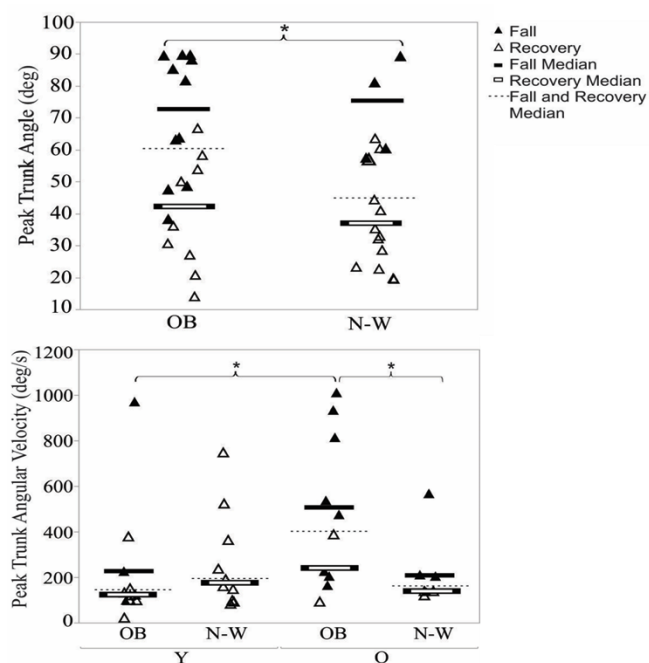 100
90
80
70
60
50
40
30
20
10
Peak Trunk Angle (deg)
*
OB
N-W
Fall
Recovery
Fall Median
Recovery Median
Fall and Recovery
Median
1200
1000
800
600
400
200
0
Peak Trunk Angular Velocity (deg/s)
*
*
OB
N-W
OB
N-W
Y
O